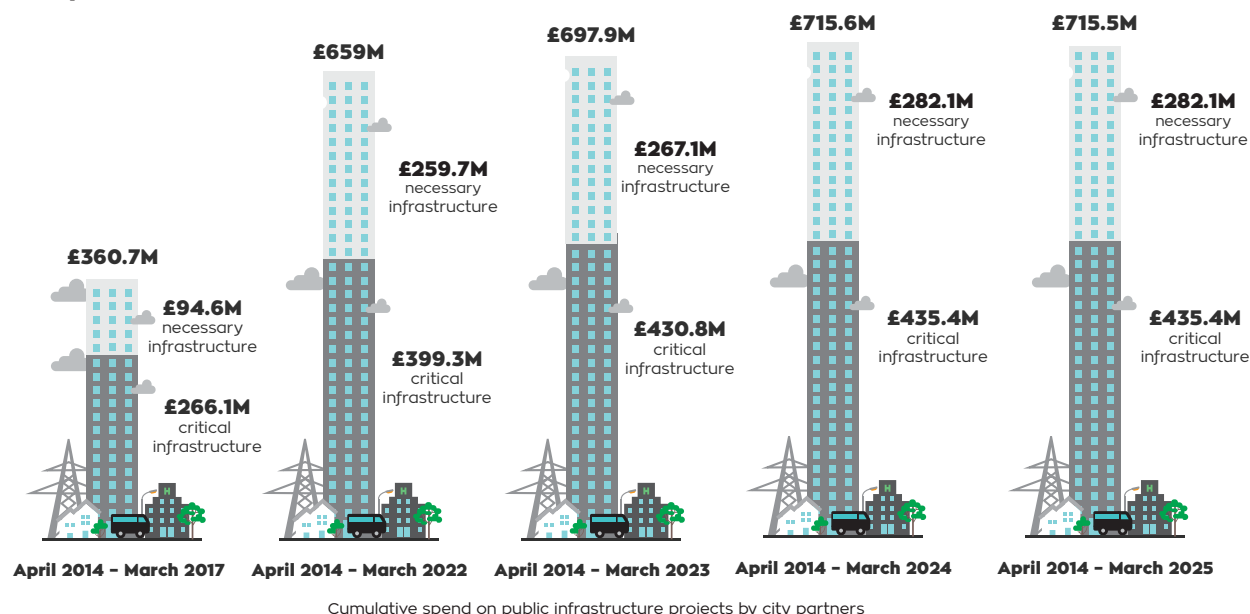 £360.7M
£94.6M
necessary
infrastructure
£266.1M
critical
infrastructure
April 2014 – March 2017
£659M
£259.7M
necessary
infrastructure
£399.3M
critical
infrastructure
April 2014 – March 2022
£697.9M
£267.1M
necessary
infrastructure
£430.8M
critical
infrastructure
April 2014 – March 2023
£715.6M
£282.1M
necessary
infrastructure
£435.4M
critical
infrastructure
April 2014 – March 2024
£715.5M
£282.1M
necessary
infrastructure
£435.4M
critical
infrastructure
April 2014 – March 2025
H
H
H
H
H
Cumulative spend on public infrastructure projects by city partners